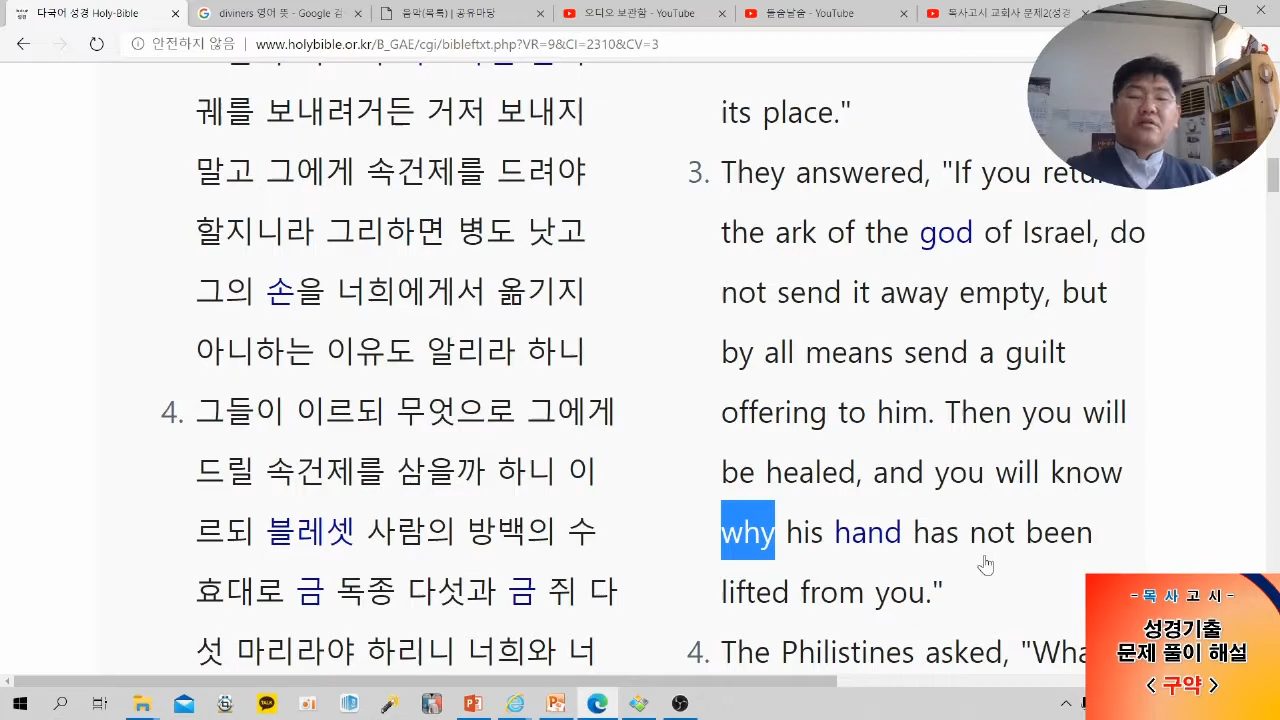 다국어 성경 Holy-Bible
diviners 영어 뜻 - Google 검
음악(목록) | 공유마당
오디오 보관함 - YouTube
돌솥날솥 - YouTube
목사고시 교회사 문제2(성경
안전하지 않음 www.holybible.or.kr/B_GAE/cgi/bibleftxt.php?VR=9&CI=2310&CV=3
궤를 보내려거든 거저 보내지
말고 그에게 속건제를 드려야
할지니라 그리하면 병도 낫고
그의 손을 너희에게서 옮기지
아니하는 이유도 알리라 하니
4. 그들이 이르되 무엇으로 그에게
드릴 속건제를 삼을까 하니 이
르되 블레셋 사람의 방백의 수
효대로 금 독종 다섯과 금 쥐 다
섯 마리라야 하리니 너희와 너
its place."
3. They answered, "If you retu
the ark of the god of Israel, do
not send it away empty, but
by all means send a guilt
offering to him. Then you will
be healed, and you will know
why his hand has not been
lifted from you."
4. The Philistines asked, "Wha
- 목 사 고 시 -
성경기출
문제 풀이 해설
< 구약 >